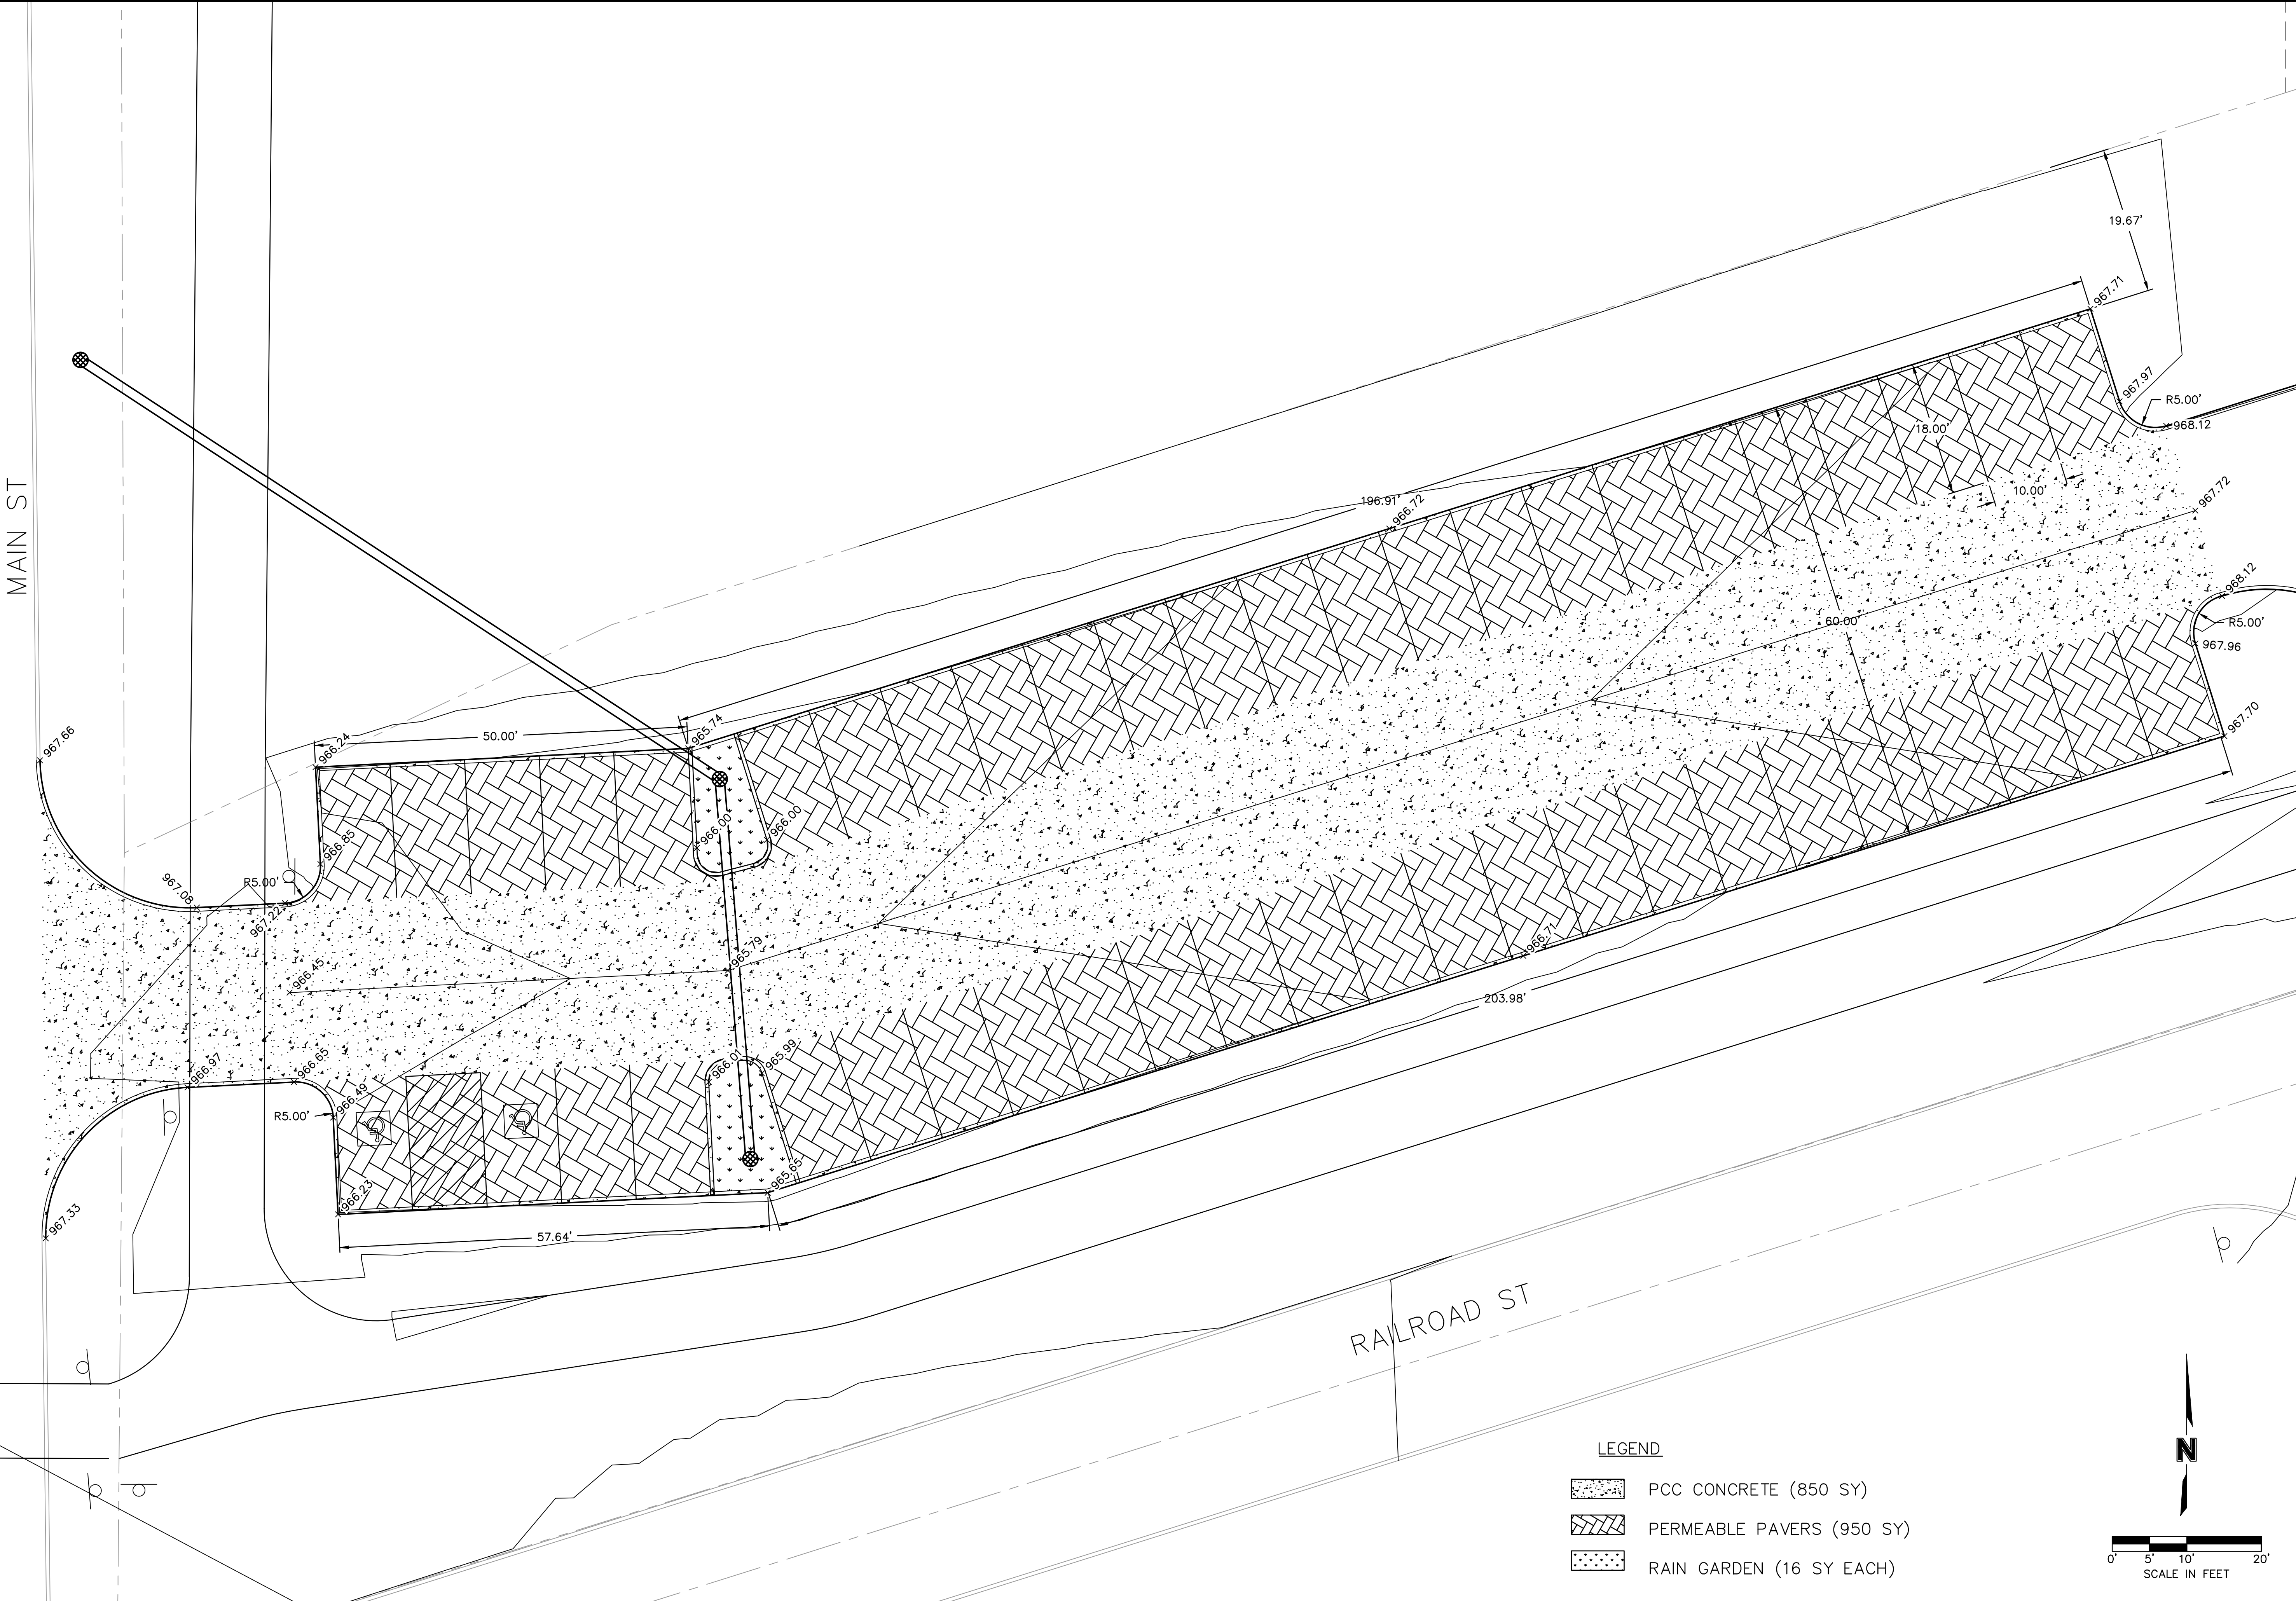 19.67'
967.71
967.97
R5.00'
968.12
18.00'
10.00'
967.72
MAIN ST
196.91'
966.72
60.00'
968.12
R5.00'
967.96
967.70
967.66
50.00'
966.24
965.74
966.00
966.00
966.85
R5.00'
967.08
967.22
966.45
965.79
966.71
203.98'
966.97
966.65
966.49
R5.00'
966.01
965.99
967.33
966.23
965.65
57.64'
RAILROAD ST
LEGEND
PCC CONCRETE (850 SY)
PERMEABLE PAVERS (950 SY)
RAIN GARDEN (16 SY EACH)
N
0' 5' 10' 20'
SCALE IN FEET